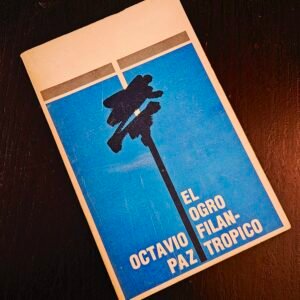 EL
OGRO
OCTAVIO FILAN-
PAZ TROPICO